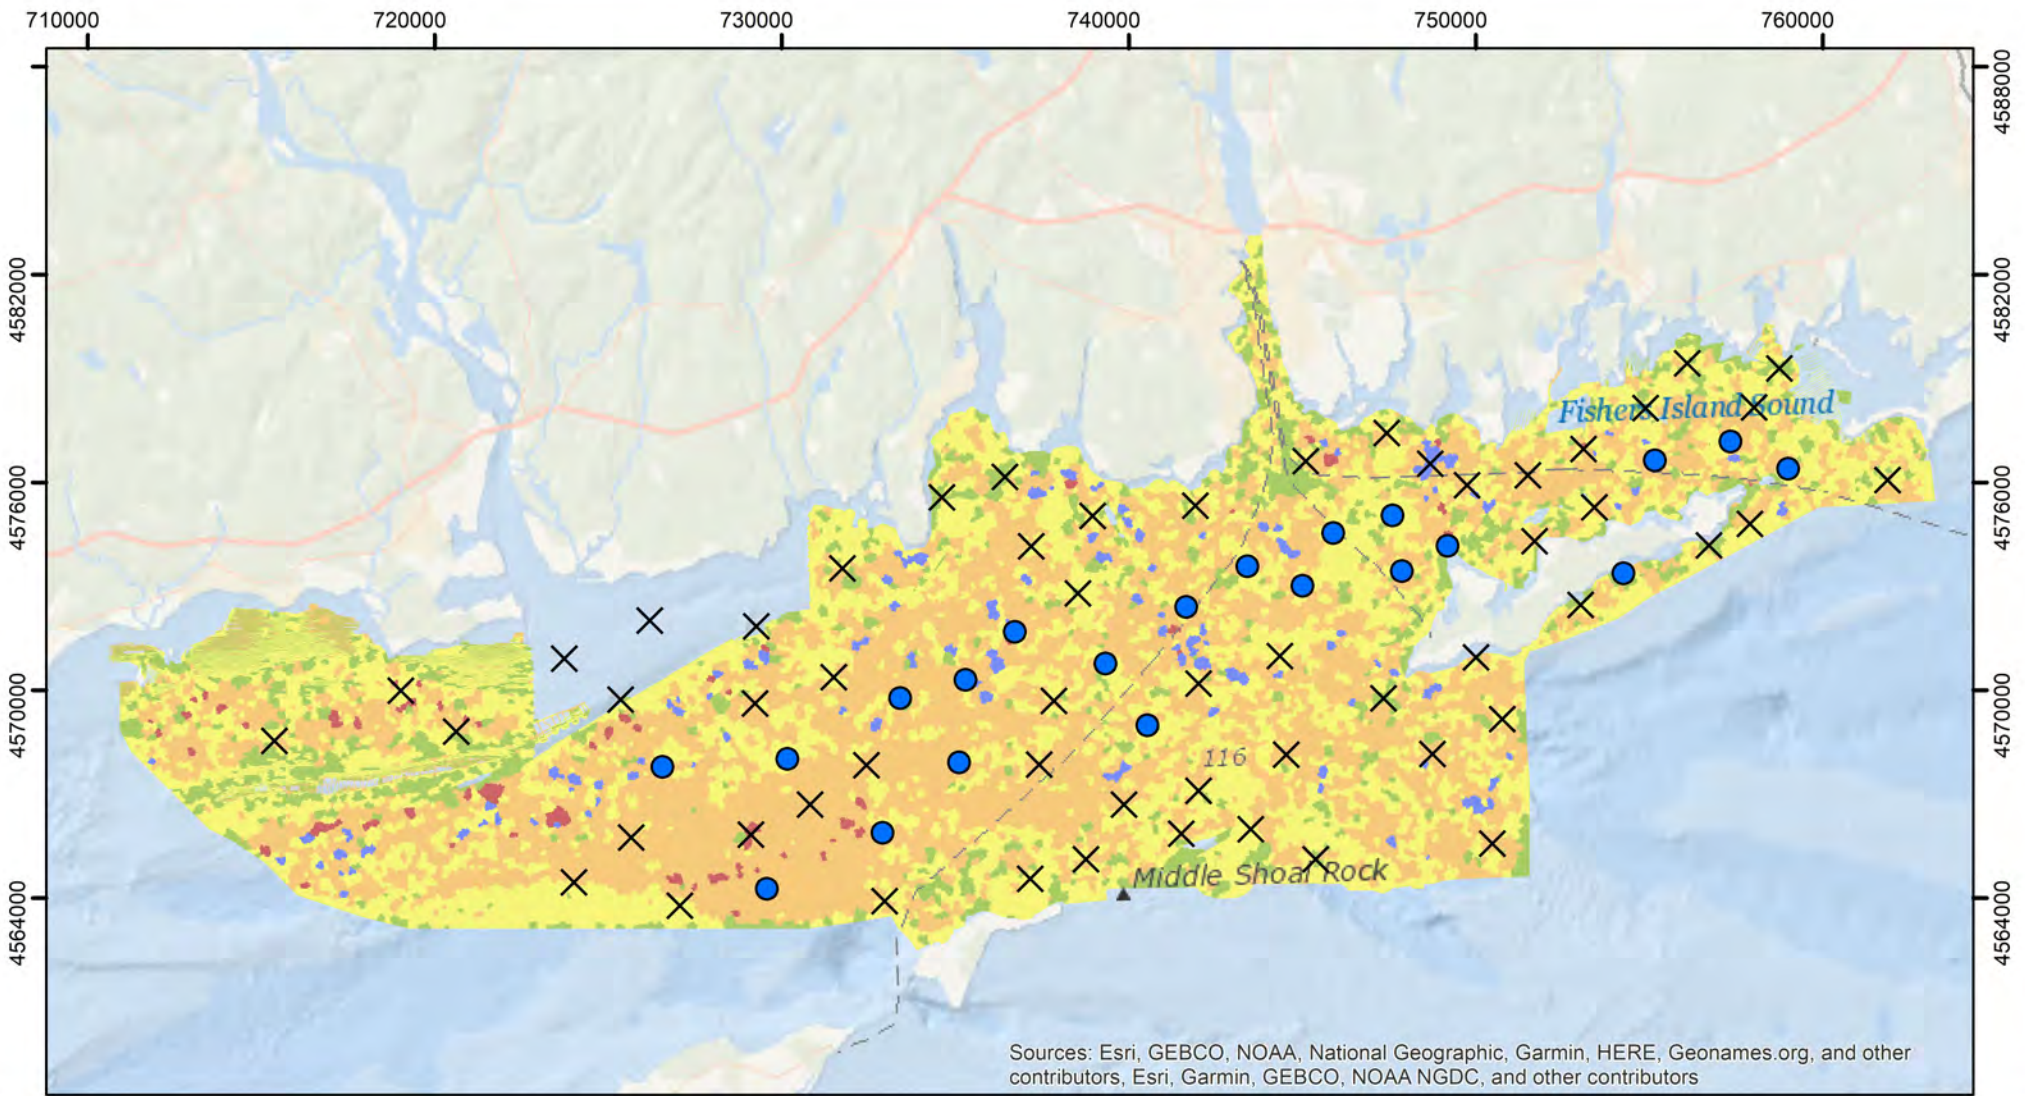 710000 720000 730000 740000 750000 760000
4588000
4582000 4582000
Fishers Island Sound
4576000 4576000
4570000 4570000
116
Middle Shoal Rock
4564000 4564000
Sources: Esri, GEBCO, NOAA, National Geographic, Garmin, HERE, Geonames.org, and other
contributors, Esri, Garmin, GEBCO, NOAA NGDC, and other contributors